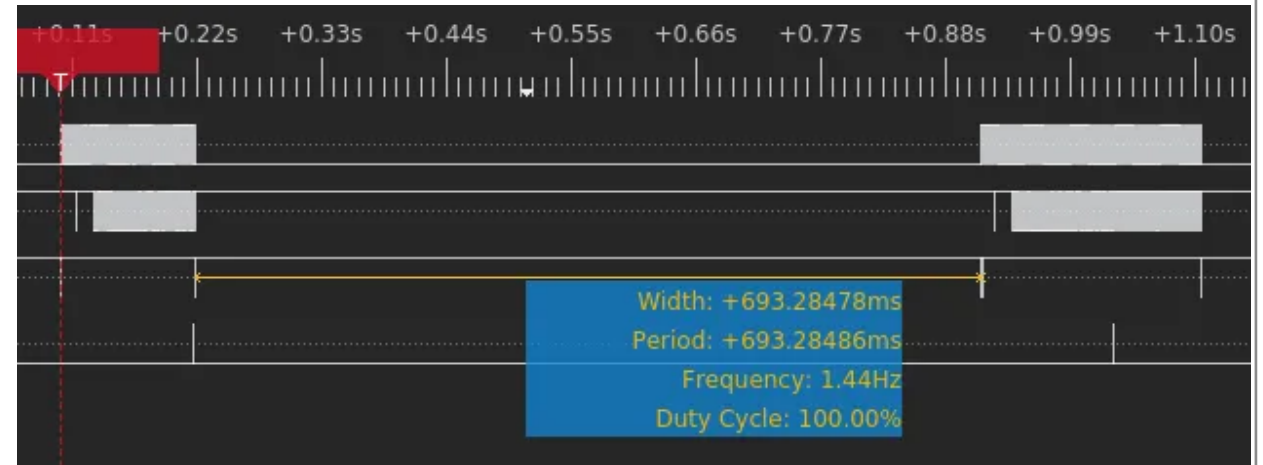 +0.11s +0.22s +0.33s +0.44s +0.55s +0.66s +0.77s +0.88s +0.99s +1.10s
T
Width: +693.28478ms
Period: +693.28486ms
Frequency: 1.44Hz
Duty Cycle: 100.00%